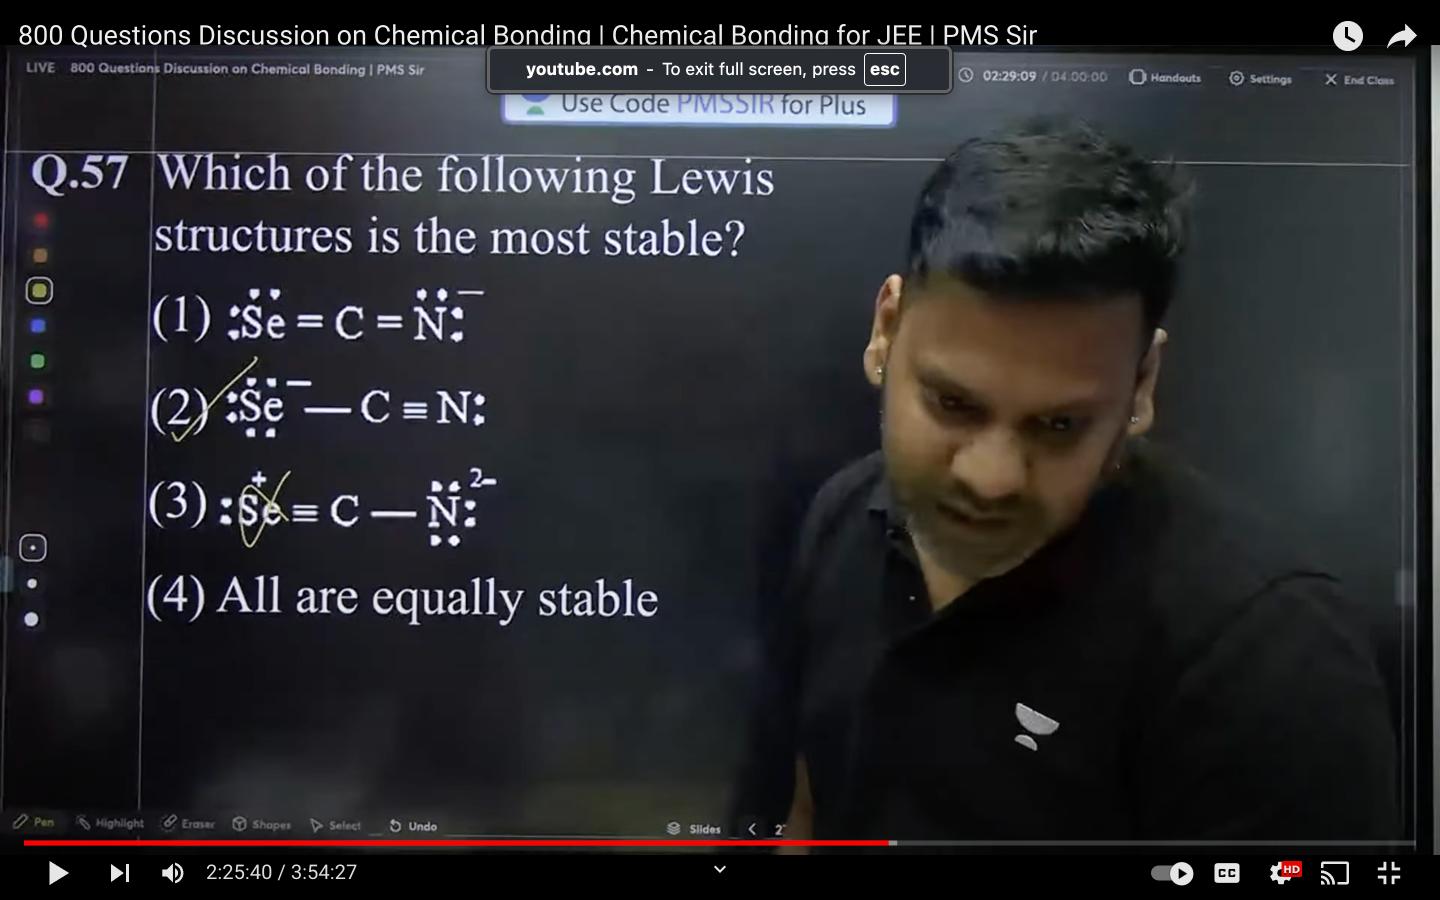 800 Questions Discussion on Chemical Bonding | Chemical Bonding for JEE | PMS Sir
LIVE 800 Questions Discussion on Chemical Bonding | PMS Sir
youtube.com - To exit full screen, press esc
02:29:09 / 04:00:00 Handouts Settings End Class
Use Code PMSSIR for Plus
Q.57 Which of the following Lewis
structures is the most stable?
(1) :S̈e = C = N̈:⁻
(2) :S̈e⁻ — C ≡ N:
(3) :Se⁺ ≡ C — N̈:²⁻
(4) All are equally stable
Pen Highlight Eraser Shapes Select Undo Slides
2:25:40 / 3:54:27
CC HD